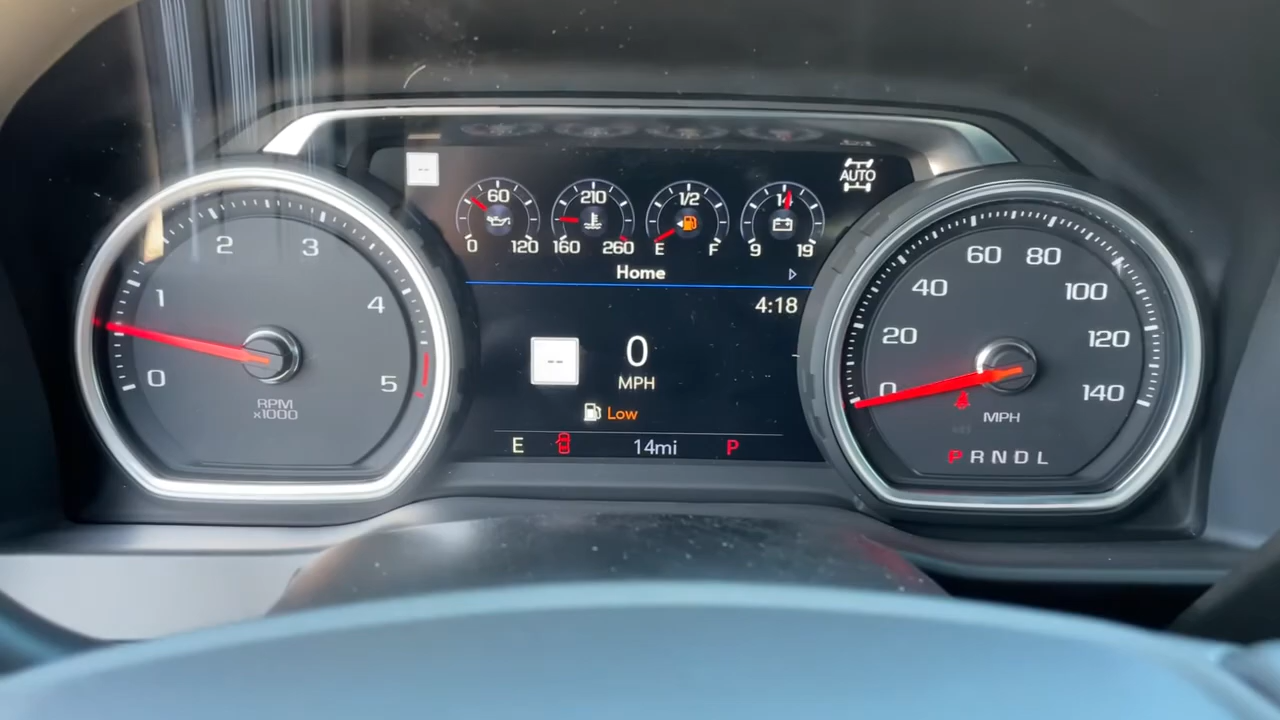 -- AUTO
60 210 1/2 14
0 120 160 260 E F 9 19
Home
4:18
-- 0
MPH
Low
E 14mi P
0 1 2 3 4 5
RPM
x1000
0 20 40 60 80 100 120 140
MPH
P R N D L